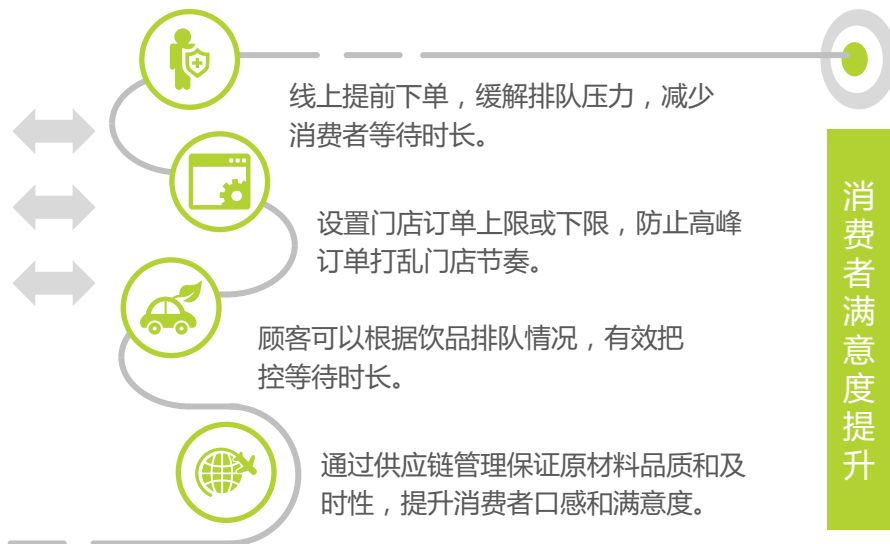 线上提前下单，缓解排队压力，减少
消费者等待时长。
设置门店订单上限或下限，防止高峰
订单打乱门店节奏。
顾客可以根据饮品排队情况，有效把
控等待时长。
通过供应链管理保证原材料品质和及
时性，提升消费者口感和满意度。
消费者满意度提升